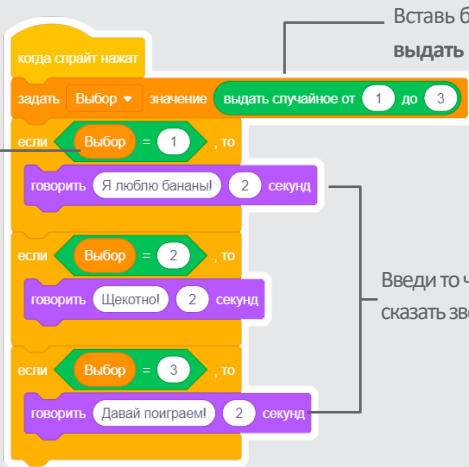 Вставь б
выдать
когда спрайт нажат
задать Выбор значение выдать случайное от 1 до 3
если Выбор = 1 , то
говорить Я люблю бананы! 2 секунд
если Выбор = 2 , то
говорить Щекотно! 2 секунд
Введи то ч
сказать зве
если Выбор = 3 , то
говорить Давай поиграем! 2 секунд